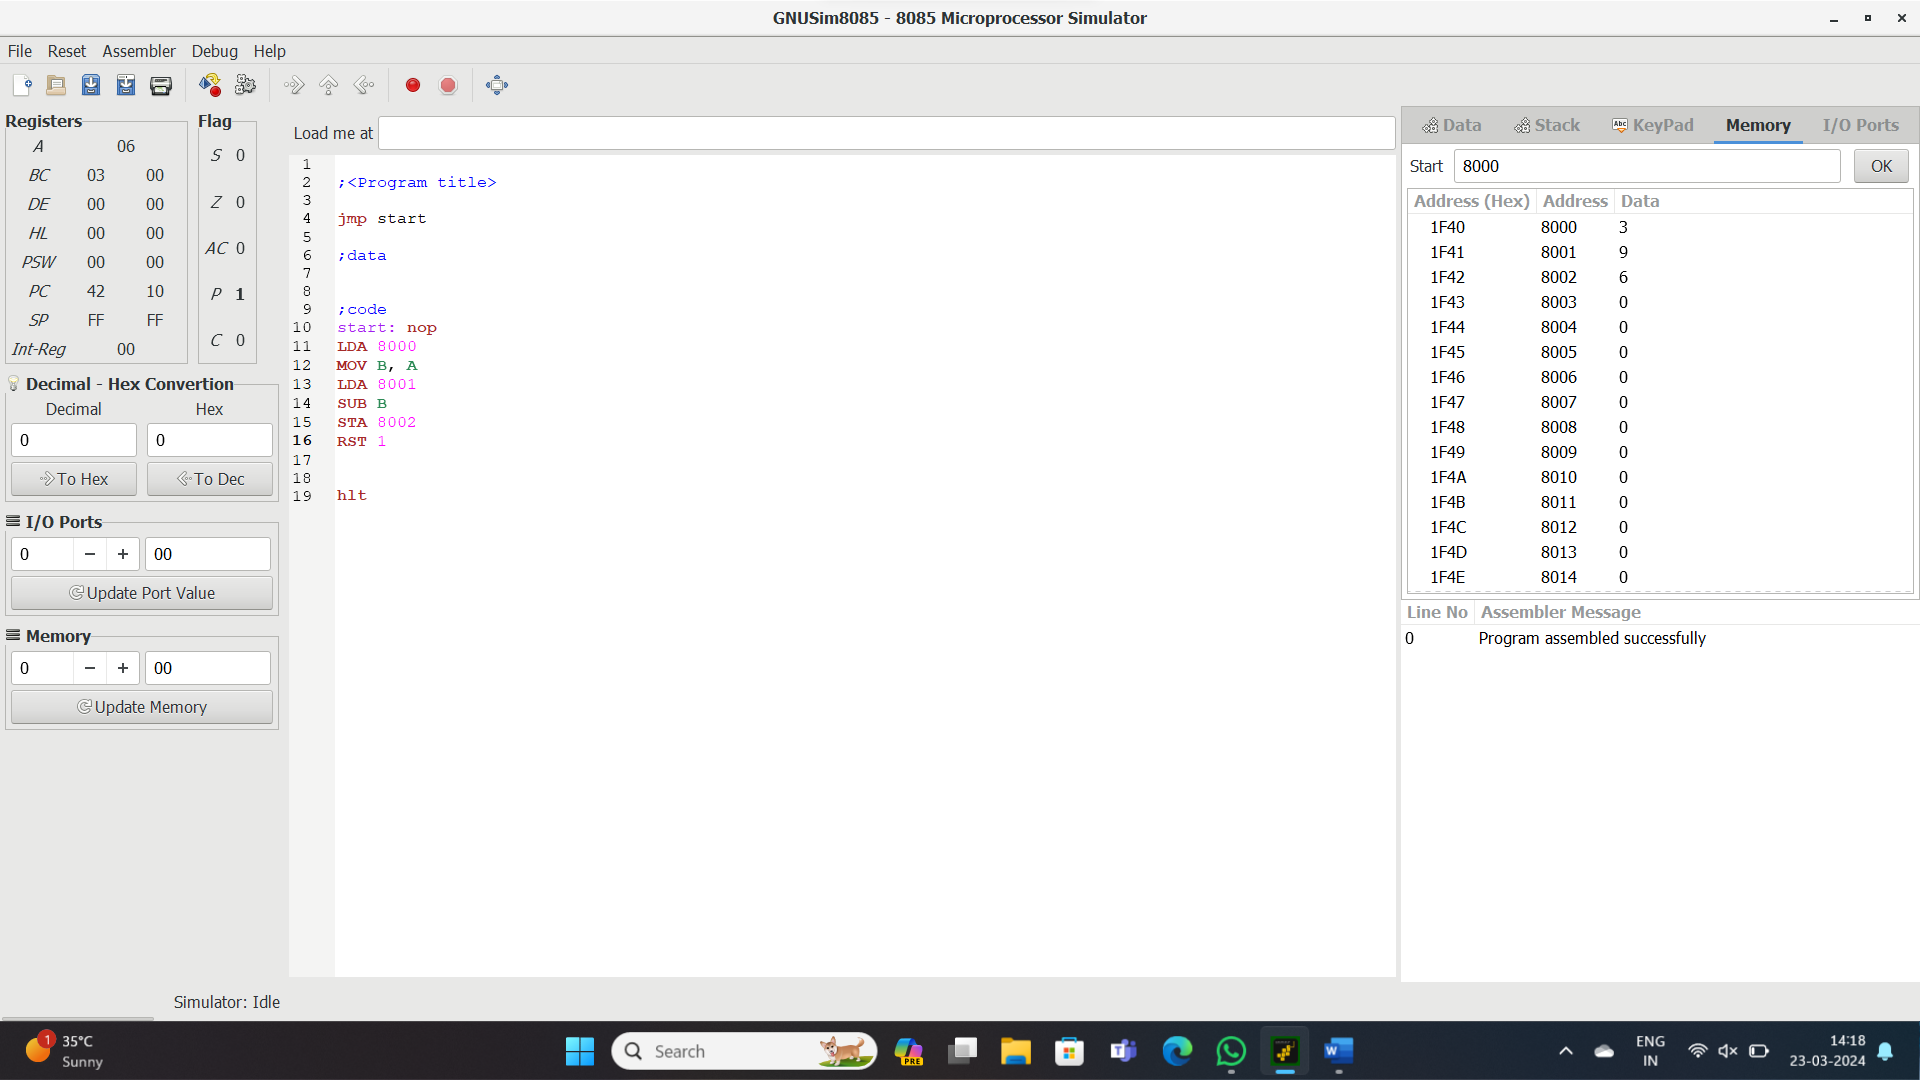 GNUSim8085 - 8085 Microprocessor Simulator
File Reset Assembler Debug Help
Registers
A 06
BC 03 00
DE 00 00
HL 00 00
PSW 00 00
PC 42 10
SP FF FF
Int-Reg 00
Flag
S 0
Z 0
AC 0
P 1
C 0
Decimal - Hex Convertion
Decimal Hex
0 0
To Hex To Dec
I/O Ports
0 − + 00
Update Port Value
Memory
0 − + 00
Update Memory
Load me at
1
2 ;<Program title>
3
4 jmp start
5
6 ;data
7
8
9 ;code
10 start: nop
11 LDA 8000
12 MOV B, A
13 LDA 8001
14 SUB B
15 STA 8002
16 RST 1
17
18
19 hlt
Data Stack Abc KeyPad Memory I/O Ports
Start 8000 OK
Address (Hex) Address Data
1F40 8000 3
1F41 8001 9
1F42 8002 6
1F43 8003 0
1F44 8004 0
1F45 8005 0
1F46 8006 0
1F47 8007 0
1F48 8008 0
1F49 8009 0
1F4A 8010 0
1F4B 8011 0
1F4C 8012 0
1F4D 8013 0
1F4E 8014 0
Line No Assembler Message
0 Program assembled successfully
Simulator: Idle
1 35°C
Sunny
Search
PRE
ENG
IN
14:18
23-03-2024